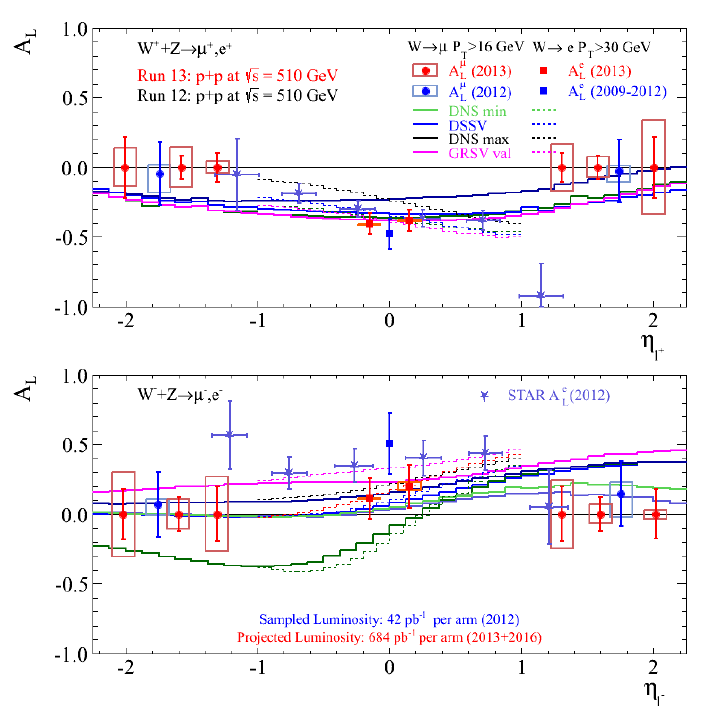 A_L
1.0
0.5
0.0
-0.5
-1.0
W⁺+Z→μ⁺,e⁺
Run 13: p+p at √s = 510 GeV
Run 12: p+p at √s = 510 GeV
W→μ P_T>16 GeV W→ e P_T>30 GeV
A_L^μ (2013) A_L^e (2013)
A_L^μ (2012) A_L^e (2009-2012)
DNS min
DSSV
DNS max
GRSV val
-2 -1 0 1 2
η_l⁺
A_L
1.0
0.5
0.0
-0.5
-1.0
W⁻+Z→μ⁻,e⁻
STAR A_L^e (2012)
Sampled Luminosity: 42 pb⁻¹ per arm (2012)
Projected Luminosity: 684 pb⁻¹ per arm (2013+2016)
-2 -1 0 1 2
η_l⁻